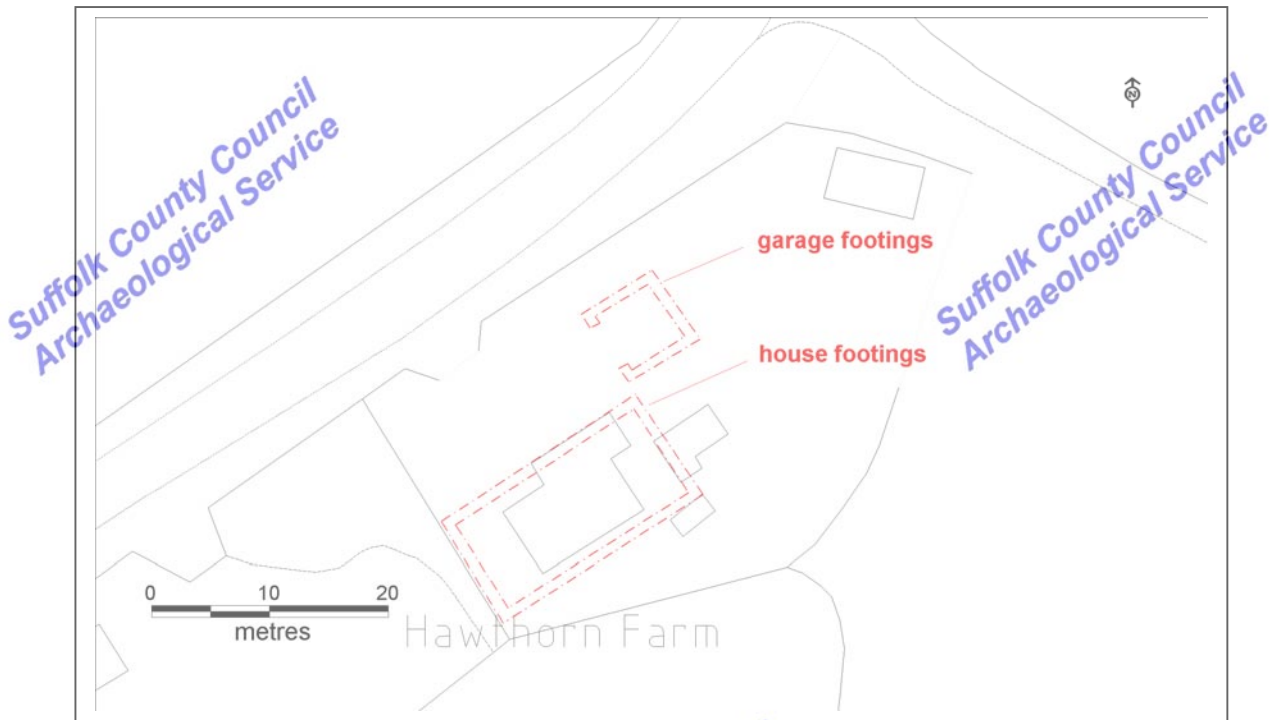 Suffolk County Council
Archaeological Service
N
Suffolk County Council
Archaeological Service
garage footings
house footings
0 10 20
metres
Hawthorn Farm